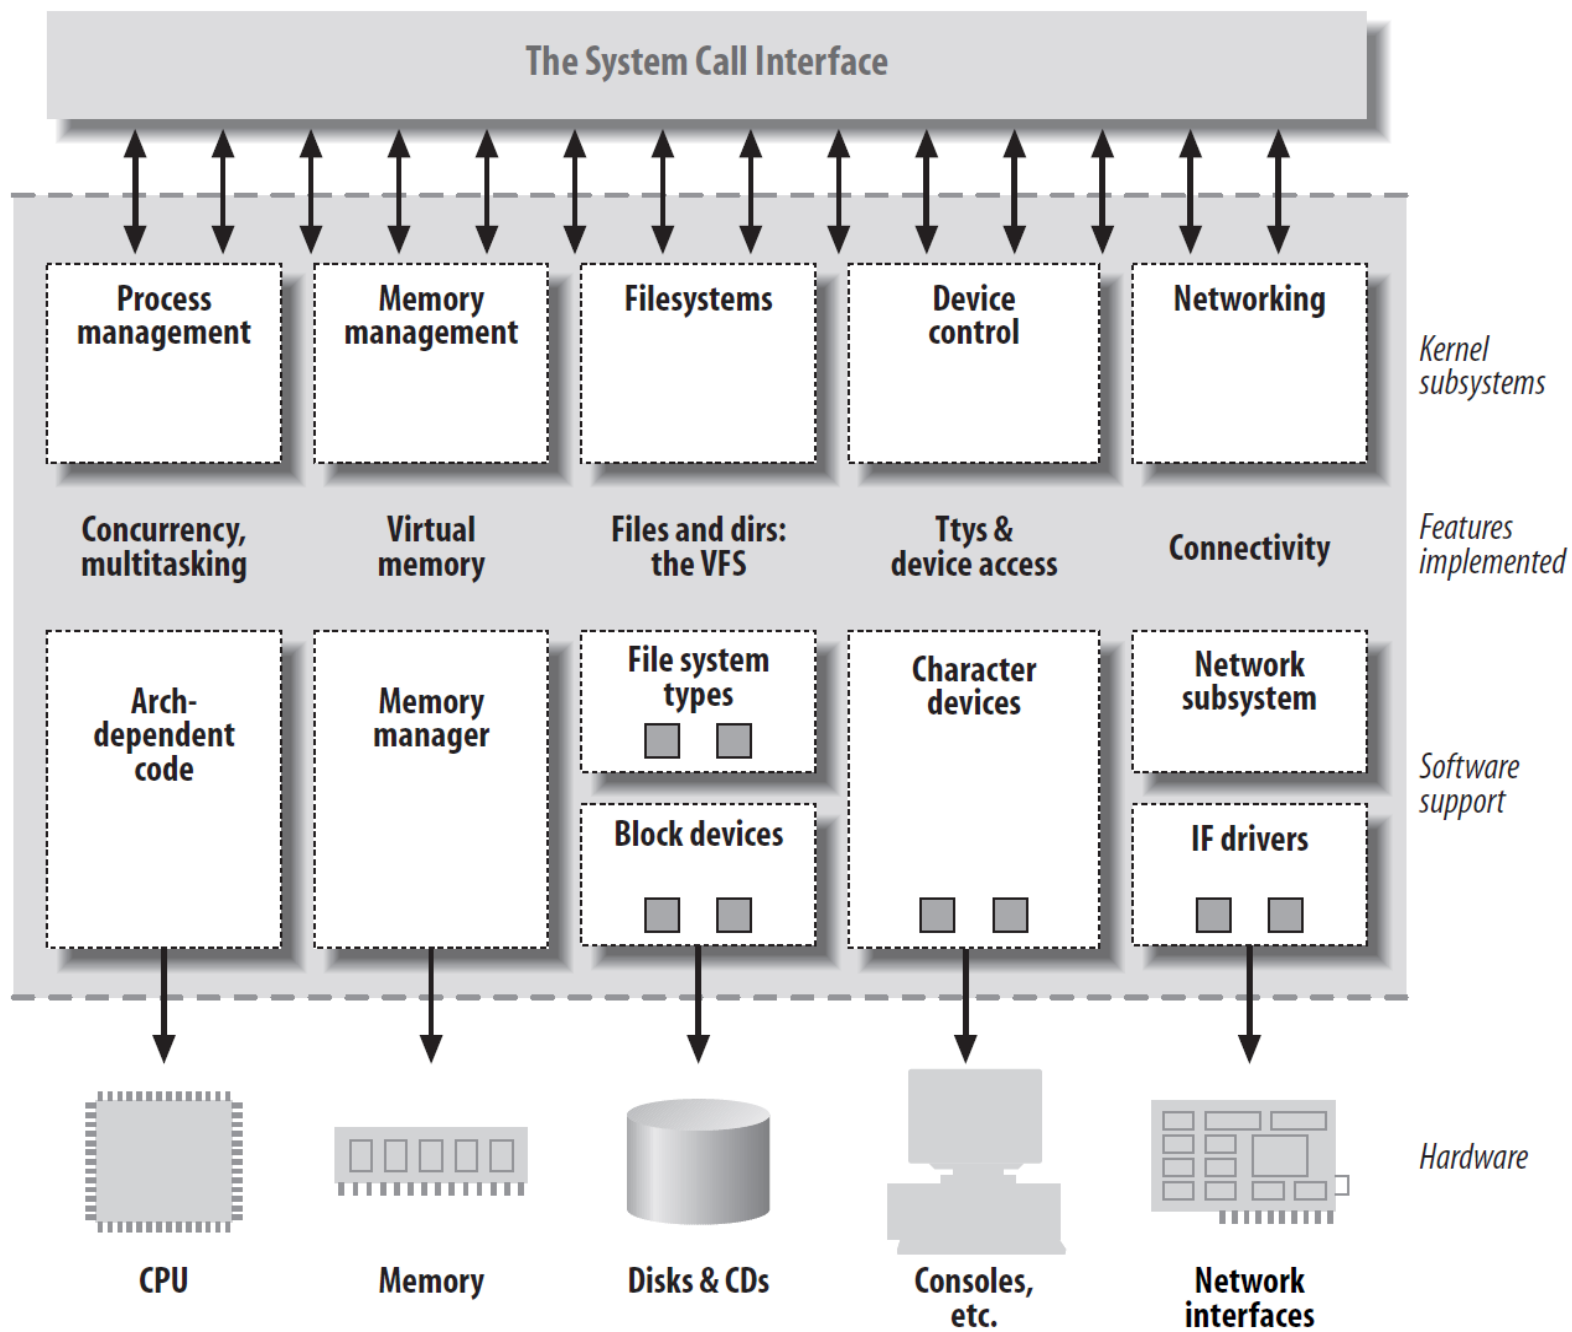 The System Call Interface
Process
management
Memory
management
Filesystems
Device
control
Networking
Kernel
subsystems
Concurrency,
multitasking
Virtual
memory
Files and dirs:
the VFS
Ttys &
device access
Connectivity
Features
implemented
Arch-
dependent
code
Memory
manager
File system
types
Block devices
Character
devices
Network
subsystem
IF drivers
Software
support
CPU
Memory
Disks & CDs
Consoles,
etc.
Network
interfaces
Hardware